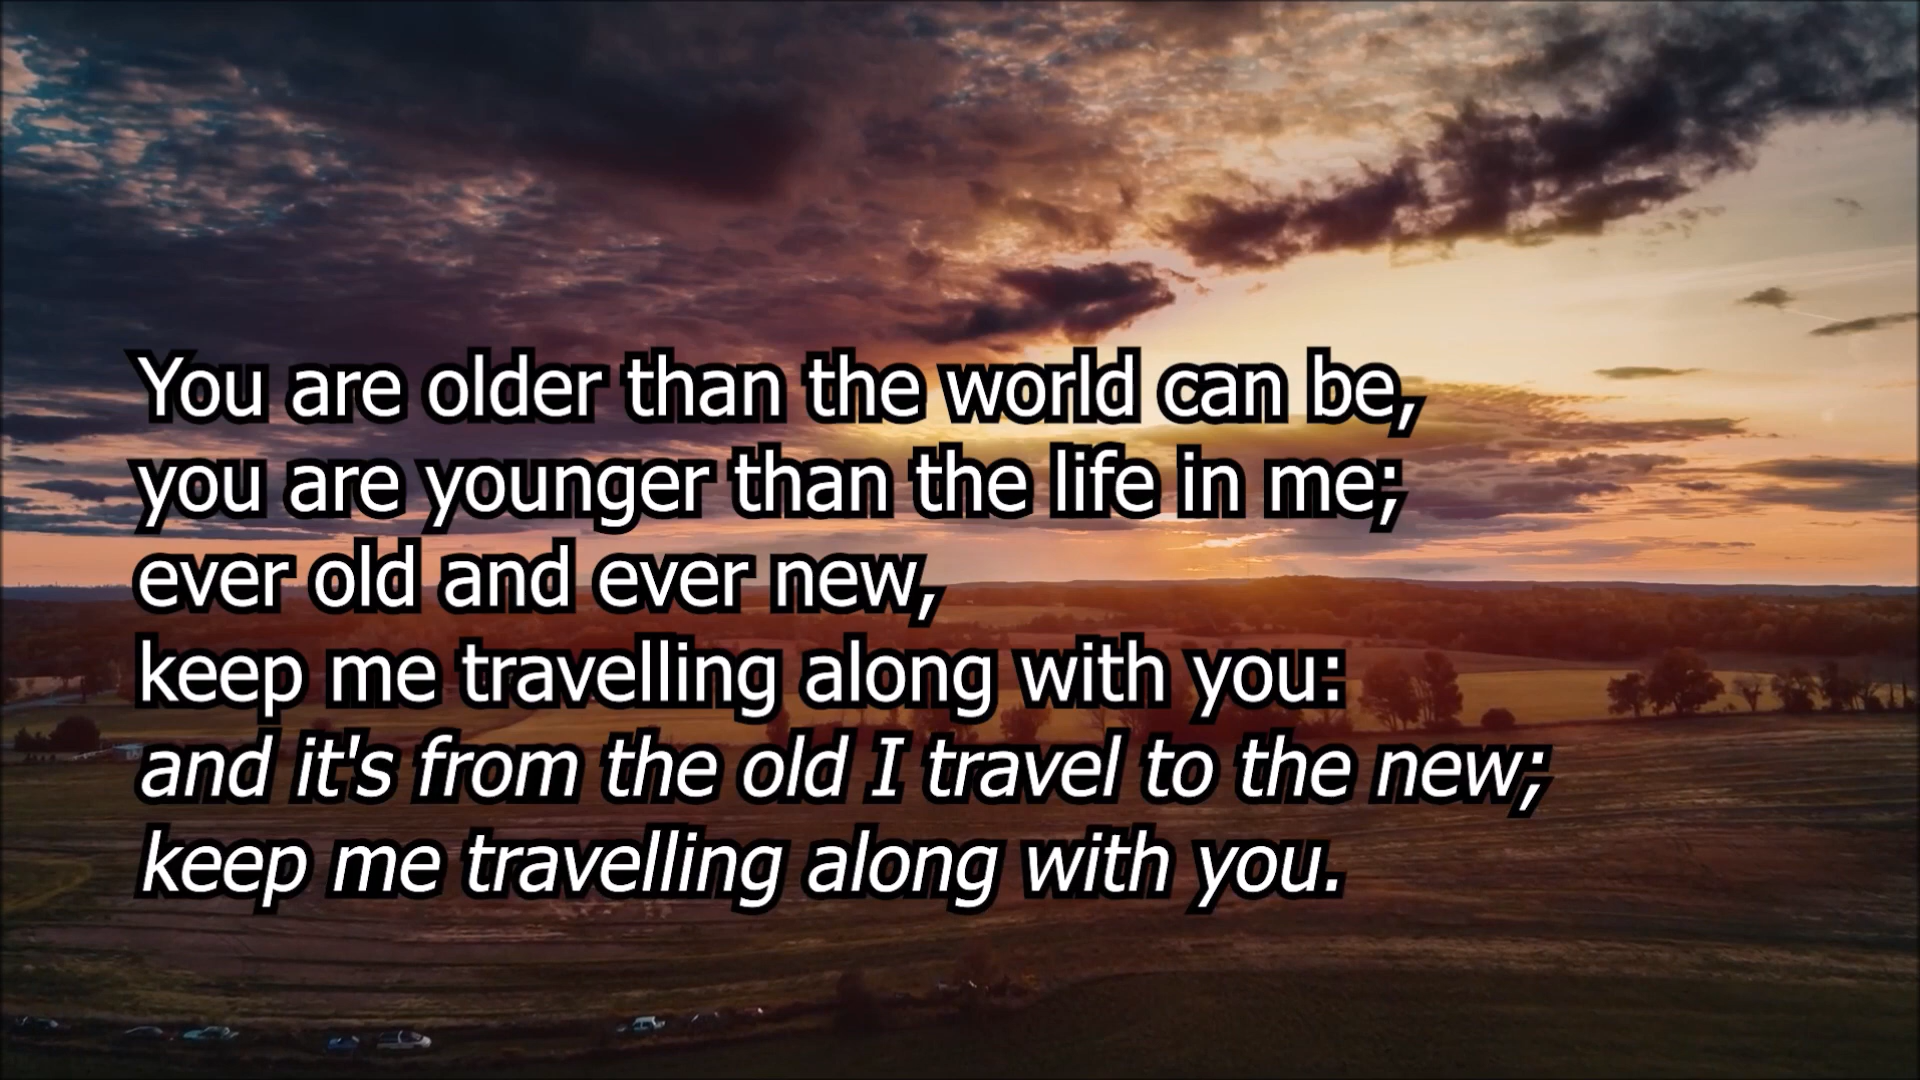 You are older than the world can be,
you are younger than the life in me;
ever old and ever new,
keep me travelling along with you:
and it's from the old I travel to the new;
keep me travelling along with you.